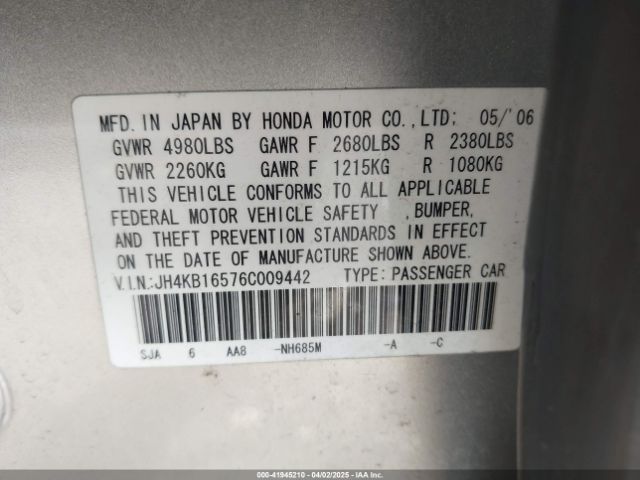 MFD. IN JAPAN BY HONDA MOTOR CO., LTD; 05/'06
GVWR 4980LBS GAWR F 2680LBS R 2380LBS
GVWR 2260KG GAWR F 1215KG R 1080KG
THIS VEHICLE CONFORMS TO ALL APPLICABLE
FEDERAL MOTOR VEHICLE SAFETY , BUMPER,
AND THEFT PREVENTION STANDARDS IN EFFECT
ON THE DATE OF MANUFACTURE SHOWN ABOVE.
V.I.N:JH4KB16576C009442 TYPE: PASSENGER CAR
SJA 6 AA8 -NH685M -A -C
000-41945210 - 04/02/2025 - IAA Inc.